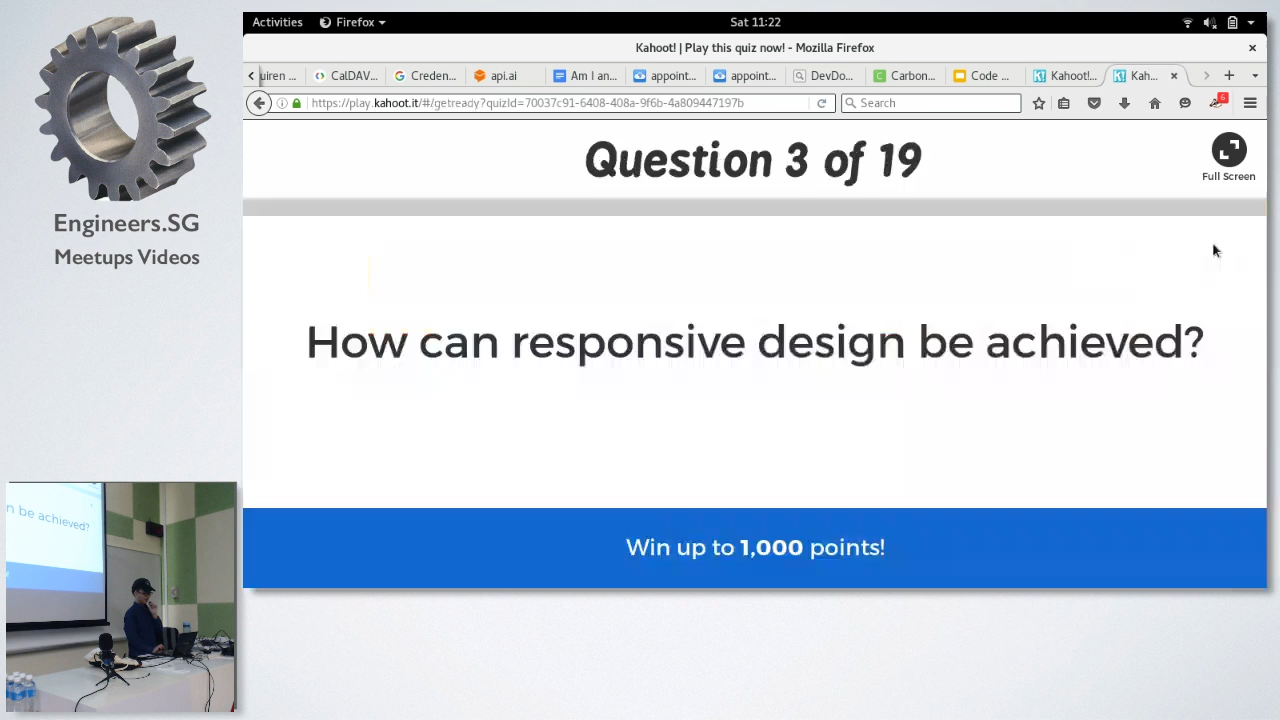 Activities
Firefox
Sat 11:22
Kahoot! | Play this quiz now! - Mozilla Firefox
uiren ...
CalDAV...
Creden...
api.ai
Am I an...
appoint...
appoint...
DevDo...
Carbon...
Code ...
Kahoot!...
Kah...
https://play.kahoot.it/#/getready?quizId=70037c91-6408-408a-9f6b-4a809447197b
Search
6
Question 3 of 19
Full Screen
Engineers.SG
Meetups Videos
How can responsive design be achieved?
Win up to 1,000 points!
n be achieved?